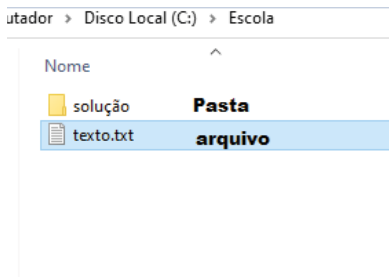 utador > Disco Local (C:) > Escola
Nome
solução Pasta
texto.txt arquivo